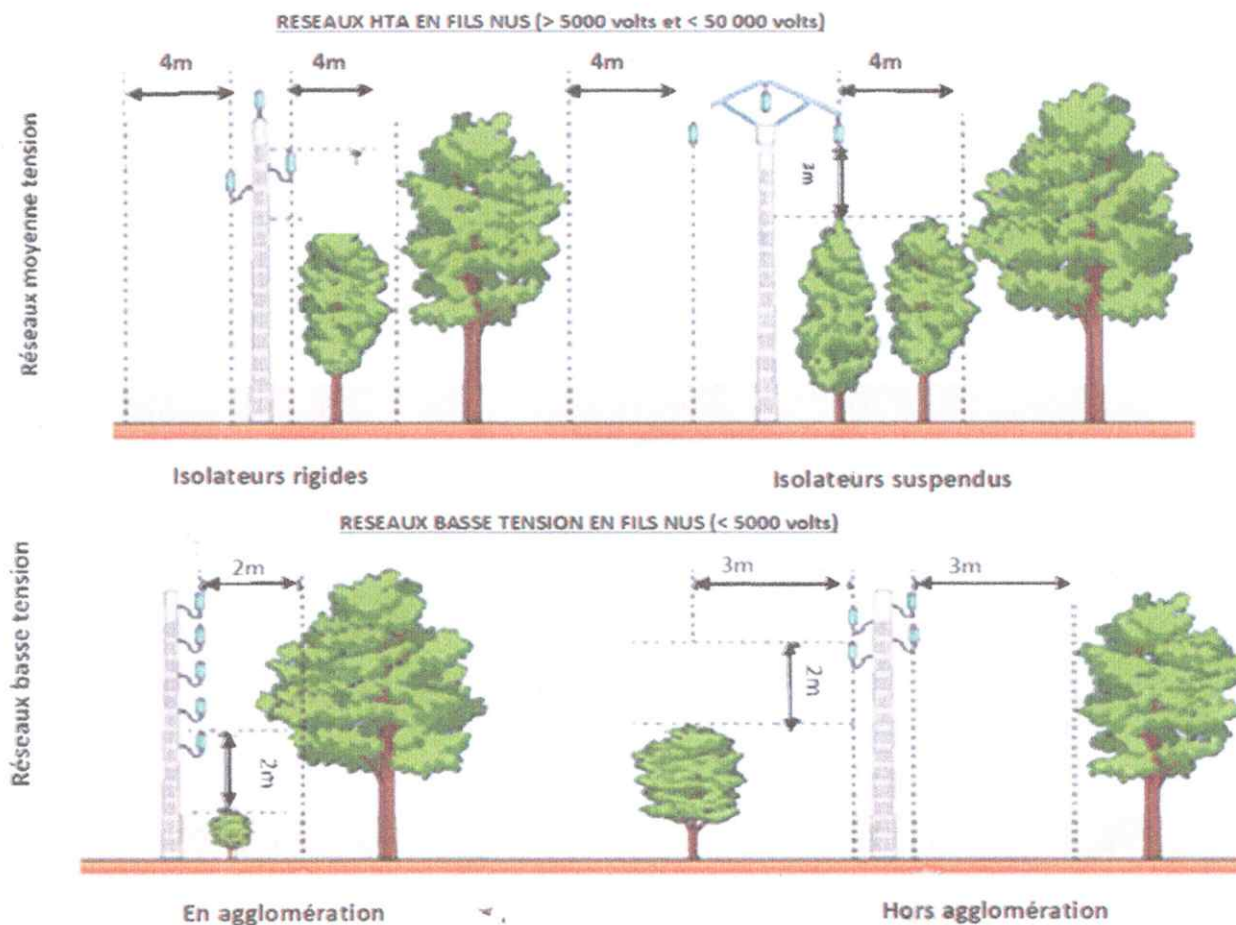 RESEAUX HTA EN FILS NUS (> 5000 volts et < 50 000 volts)
4m
4m
4m
4m
Réseaux moyenne tension
3m
Isolateurs rigides
Isolateurs suspendus
RESEAUX BASSE TENSION EN FILS NUS (< 5000 volts)
Réseaux basse tension
2m
3m
3m
2m
2m
En agglomération
Hors agglomération